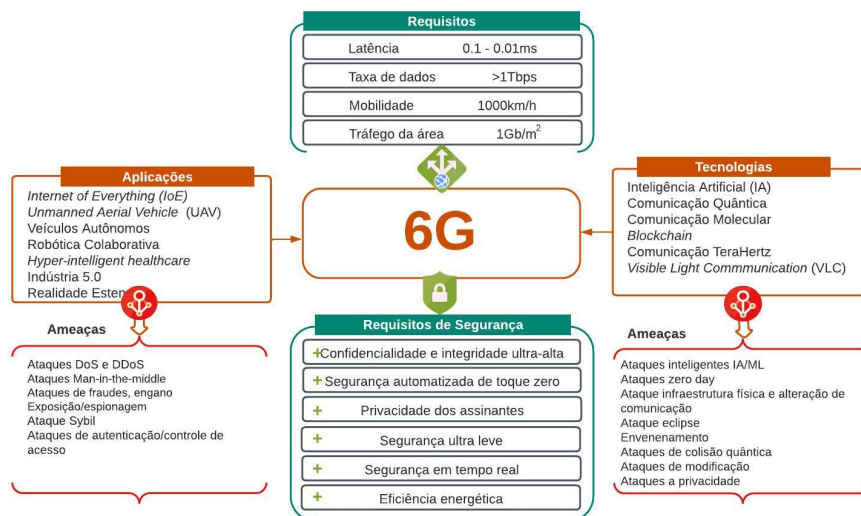 Requisitos
Latência 0.1 - 0.01ms
Taxa de dados >1Tbps
Mobilidade 1000km/h
Tráfego da área 1Gb/m²
Aplicações
Internet of Everything (IoE)
Unmanned Aerial Vehicle (UAV)
Veículos Autônomos
Robótica Colaborativa
Hyper-intelligent healthcare
Indústria 5.0
Realidade Esten
6G
Tecnologias
Inteligência Artificial (IA)
Comunicação Quântica
Comunicação Molecular
Blockchain
Comunicação TeraHertz
Visible Light Commmunication (VLC)
Ameaças
Ataques DoS e DDoS
Ataques Man-in-the-middle
Ataques de fraudes, engano
Exposição/espionagem
Ataque Sybil
Ataques de autenticação/controle de
acesso
Requisitos de Segurança
+Confidencialidade e integridade ultra-alta
+ Segurança automatizada de toque zero
+ Privacidade dos assinantes
+ Segurança ultra leve
+ Segurança em tempo real
+ Eficiência energética
Ameaças
Ataques inteligentes IA/ML
Ataques zero day
Ataque infraestrutura física e alteração de
comunicação
Ataque eclipse
Envenenamento
Ataques de colisão quântica
Ataques de modificação
Ataques a privacidade